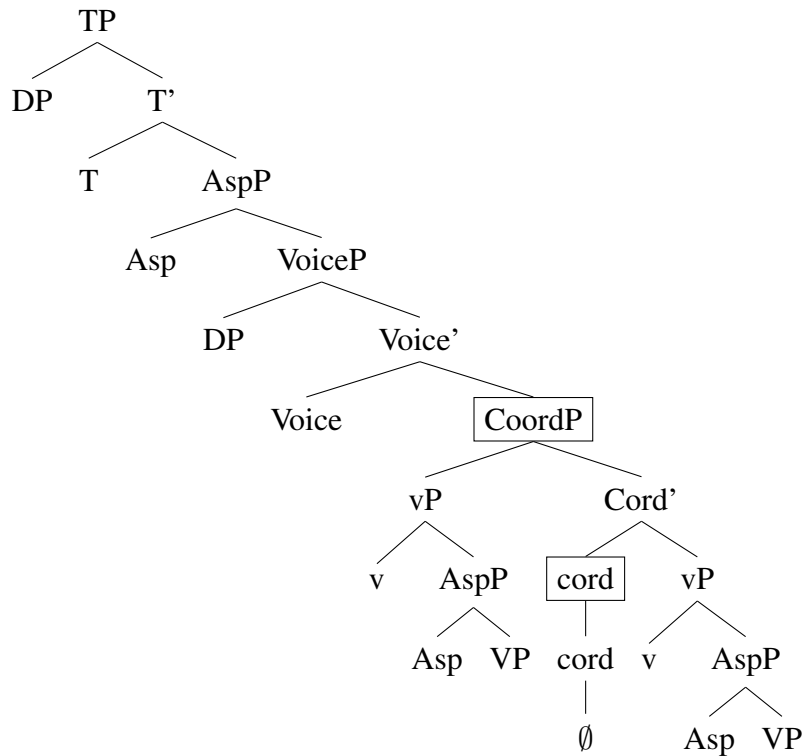 TP
DP T’
T AspP
Asp VoiceP
DP Voice’
Voice CoordP
vP Cord’
v AspP cord vP
Asp VP cord v AspP
∅ Asp VP